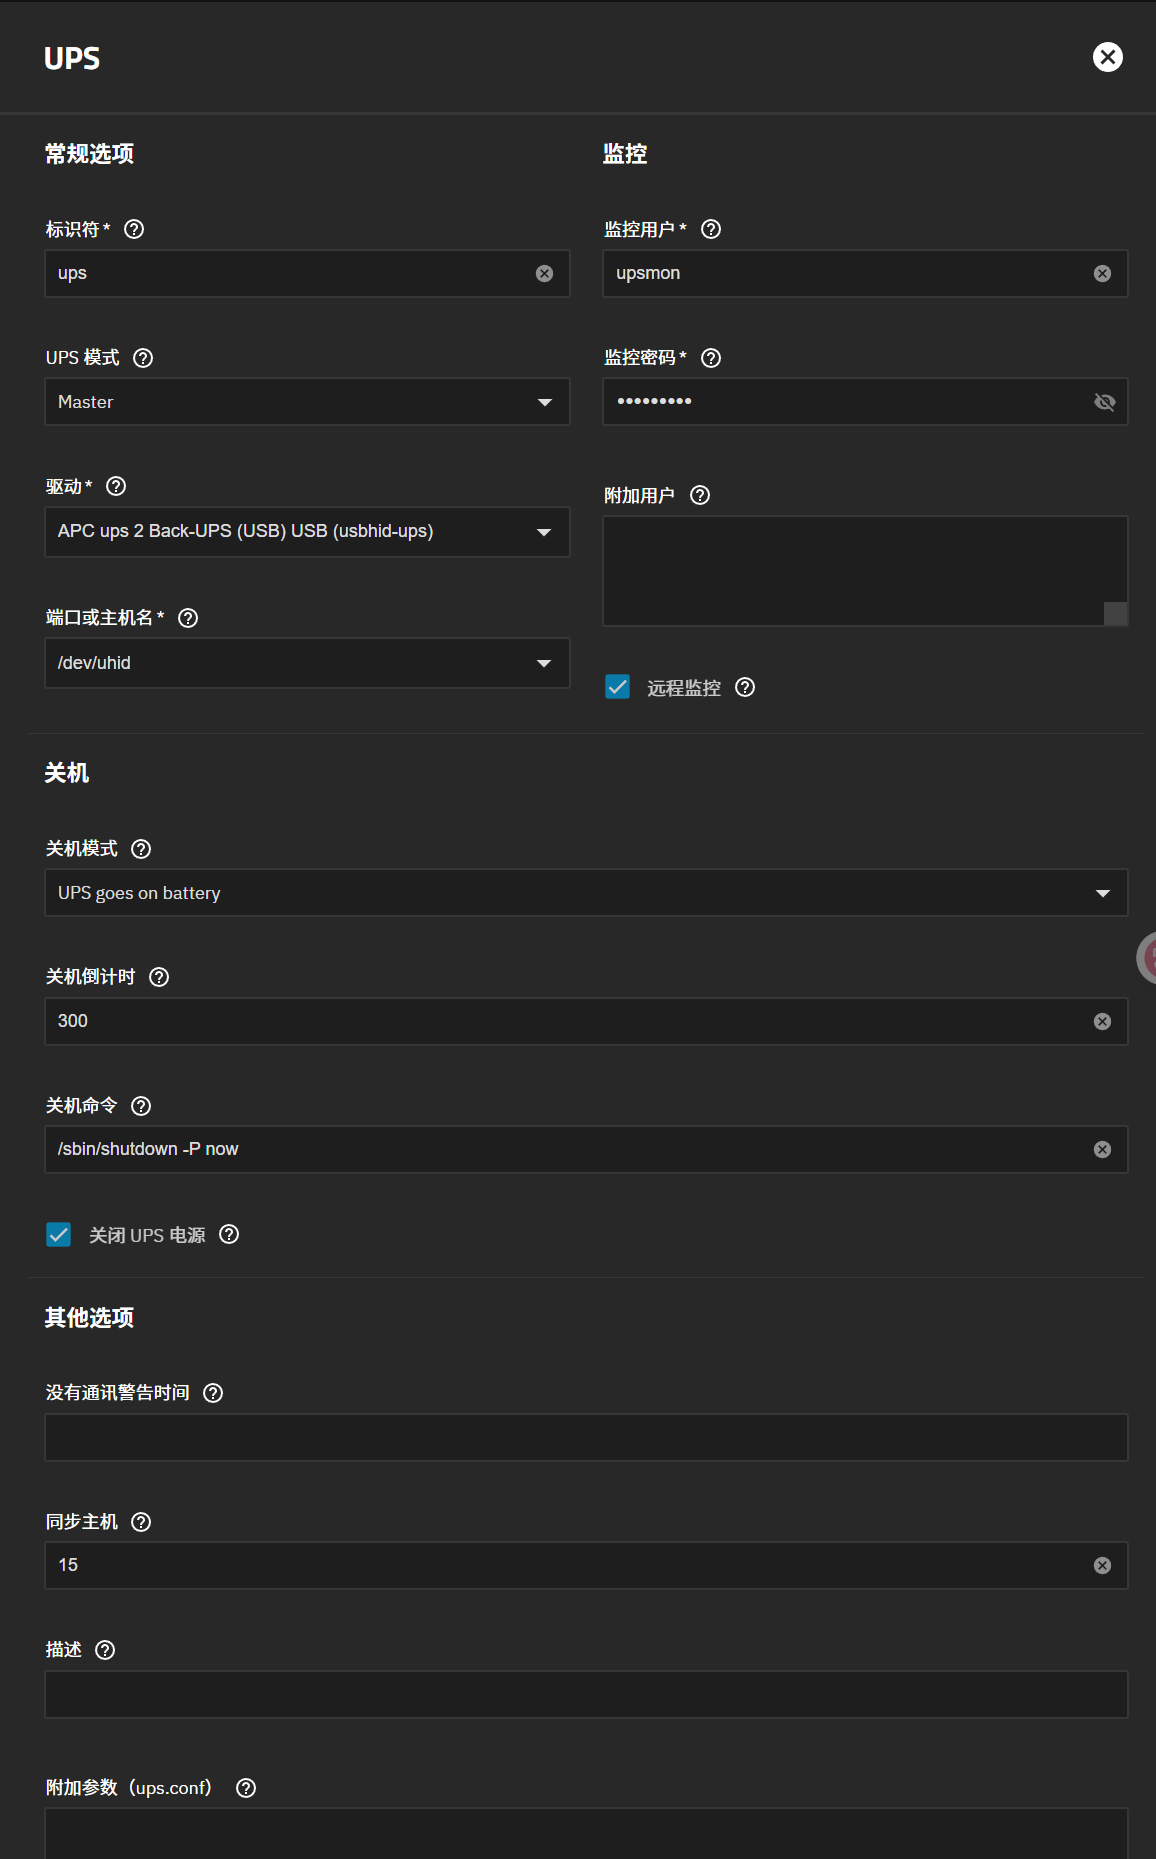 UPS
常规选项
标识符*
ups
UPS 模式
Master
驱动*
APC ups 2 Back-UPS (USB) USB (usbhid-ups)
端口或主机名*
/dev/uhid
监控
监控用户*
upsmon
监控密码*
•••••••••
附加用户
远程监控
关机
关机模式
UPS goes on battery
关机倒计时
300
关机命令
/sbin/shutdown -P now
关闭 UPS 电源
其他选项
没有通讯警告时间
同步主机
15
描述
附加参数（ups.conf）